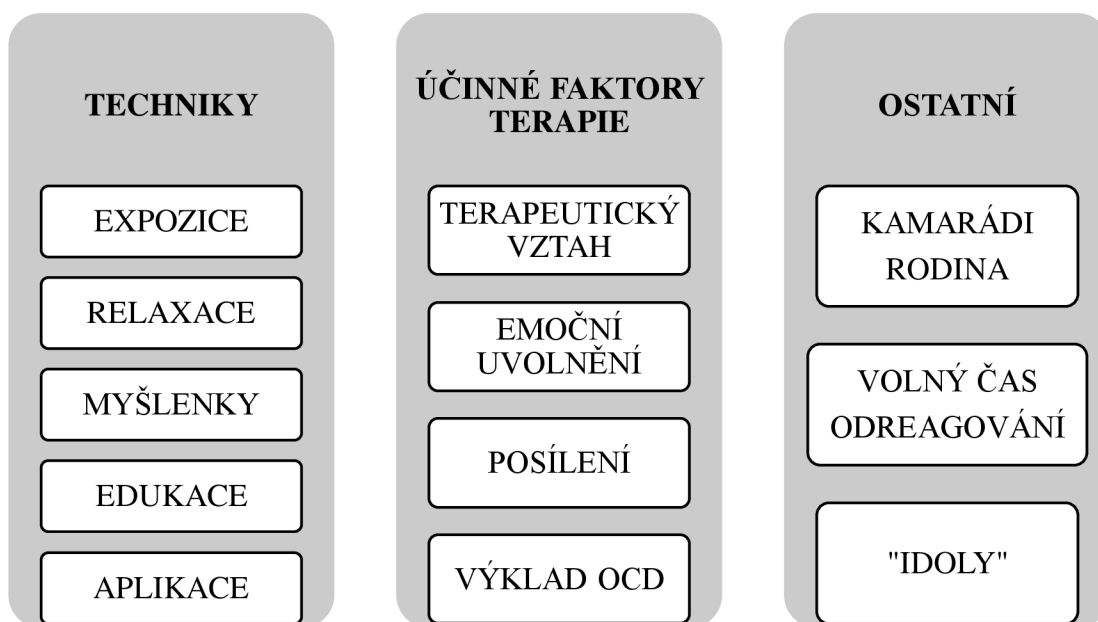 TECHNIKY
EXPOZICE
RELAXACE
MYŠLENKY
EDUKACE
APLIKACE
ÚČINNÉ FAKTORY
TERAPIE
TERAPEUTICKÝ
VZTAH
EMOČNÍ
UVOLNĚNÍ
POSÍLENÍ
VÝKLAD OCD
OSTATNÍ
KAMARÁDI
RODINA
VOLNÝ ČAS
ODREAGOVÁNÍ
"IDOLY"